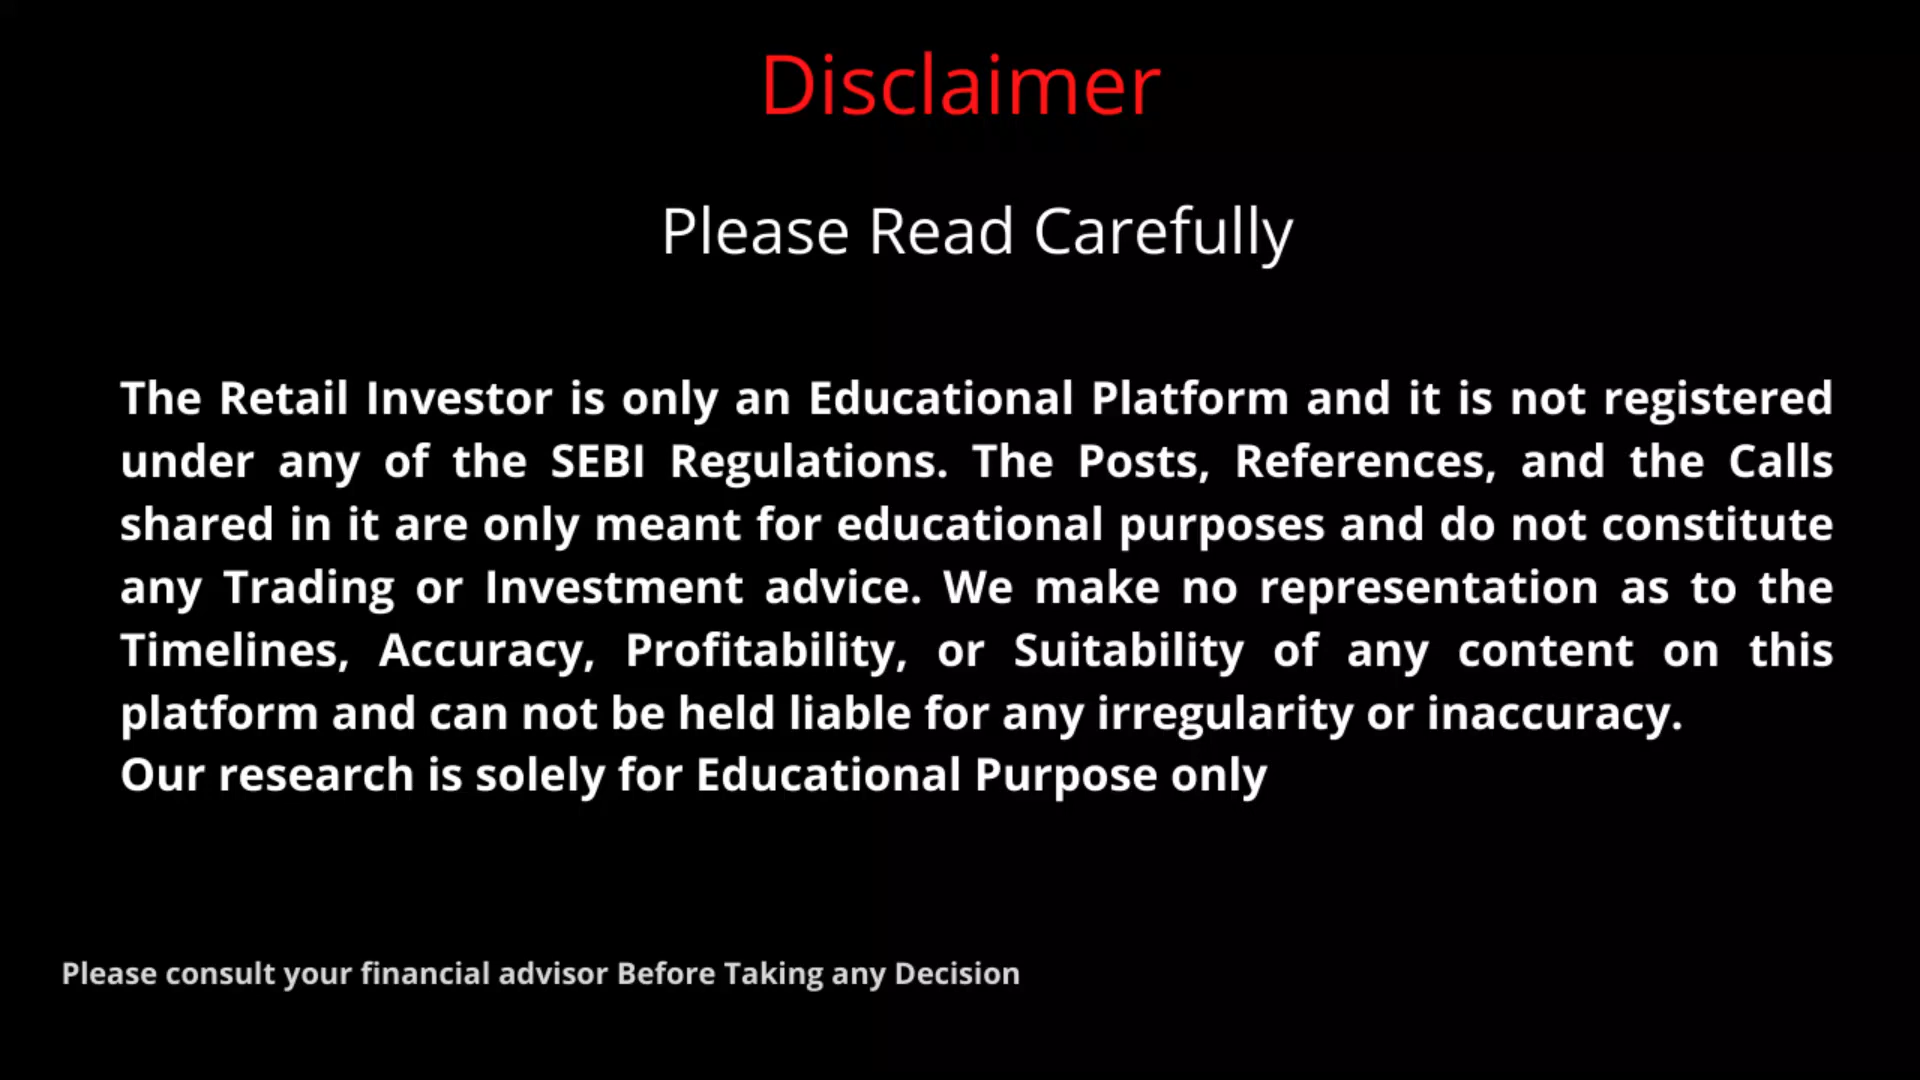 Disclaimer
Please Read Carefully
The Retail Investor is only an Educational Platform and it is not registered
under any of the SEBI Regulations. The Posts, References, and the Calls
shared in it are only meant for educational purposes and do not constitute
any Trading or Investment advice. We make no representation as to the
Timelines, Accuracy, Profitability, or Suitability of any content on this
platform and can not be held liable for any irregularity or inaccuracy.
Our research is solely for Educational Purpose only
Please consult your financial advisor Before Taking any Decision